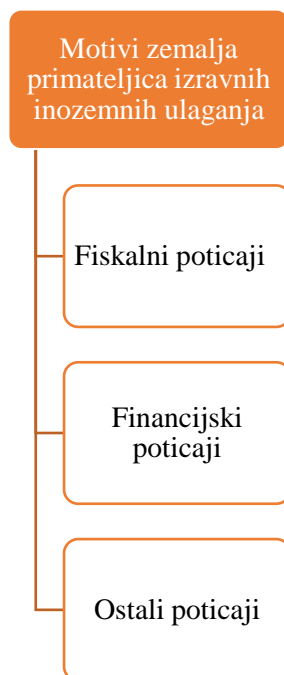 Motivi zemalja
primateljica izravnih
inozemnih ulaganja
Fiskalni poticaji
Financijski
poticaji
Ostali poticaji